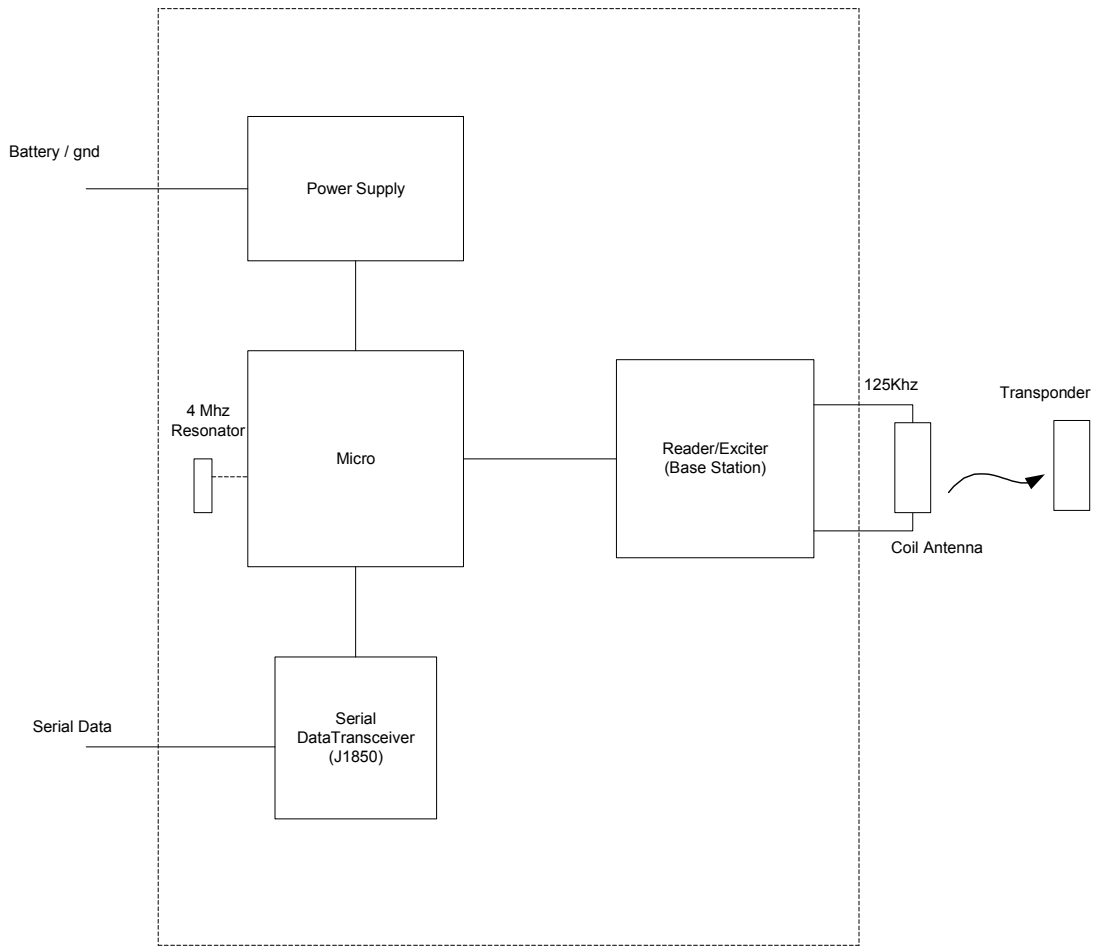 Battery / gnd
Power Supply
125Khz
Transponder
4 Mhz
Resonator
Micro
Reader/Exciter
(Base Station)
Coil Antenna
Serial Data
Serial
DataTransceiver
(J1850)